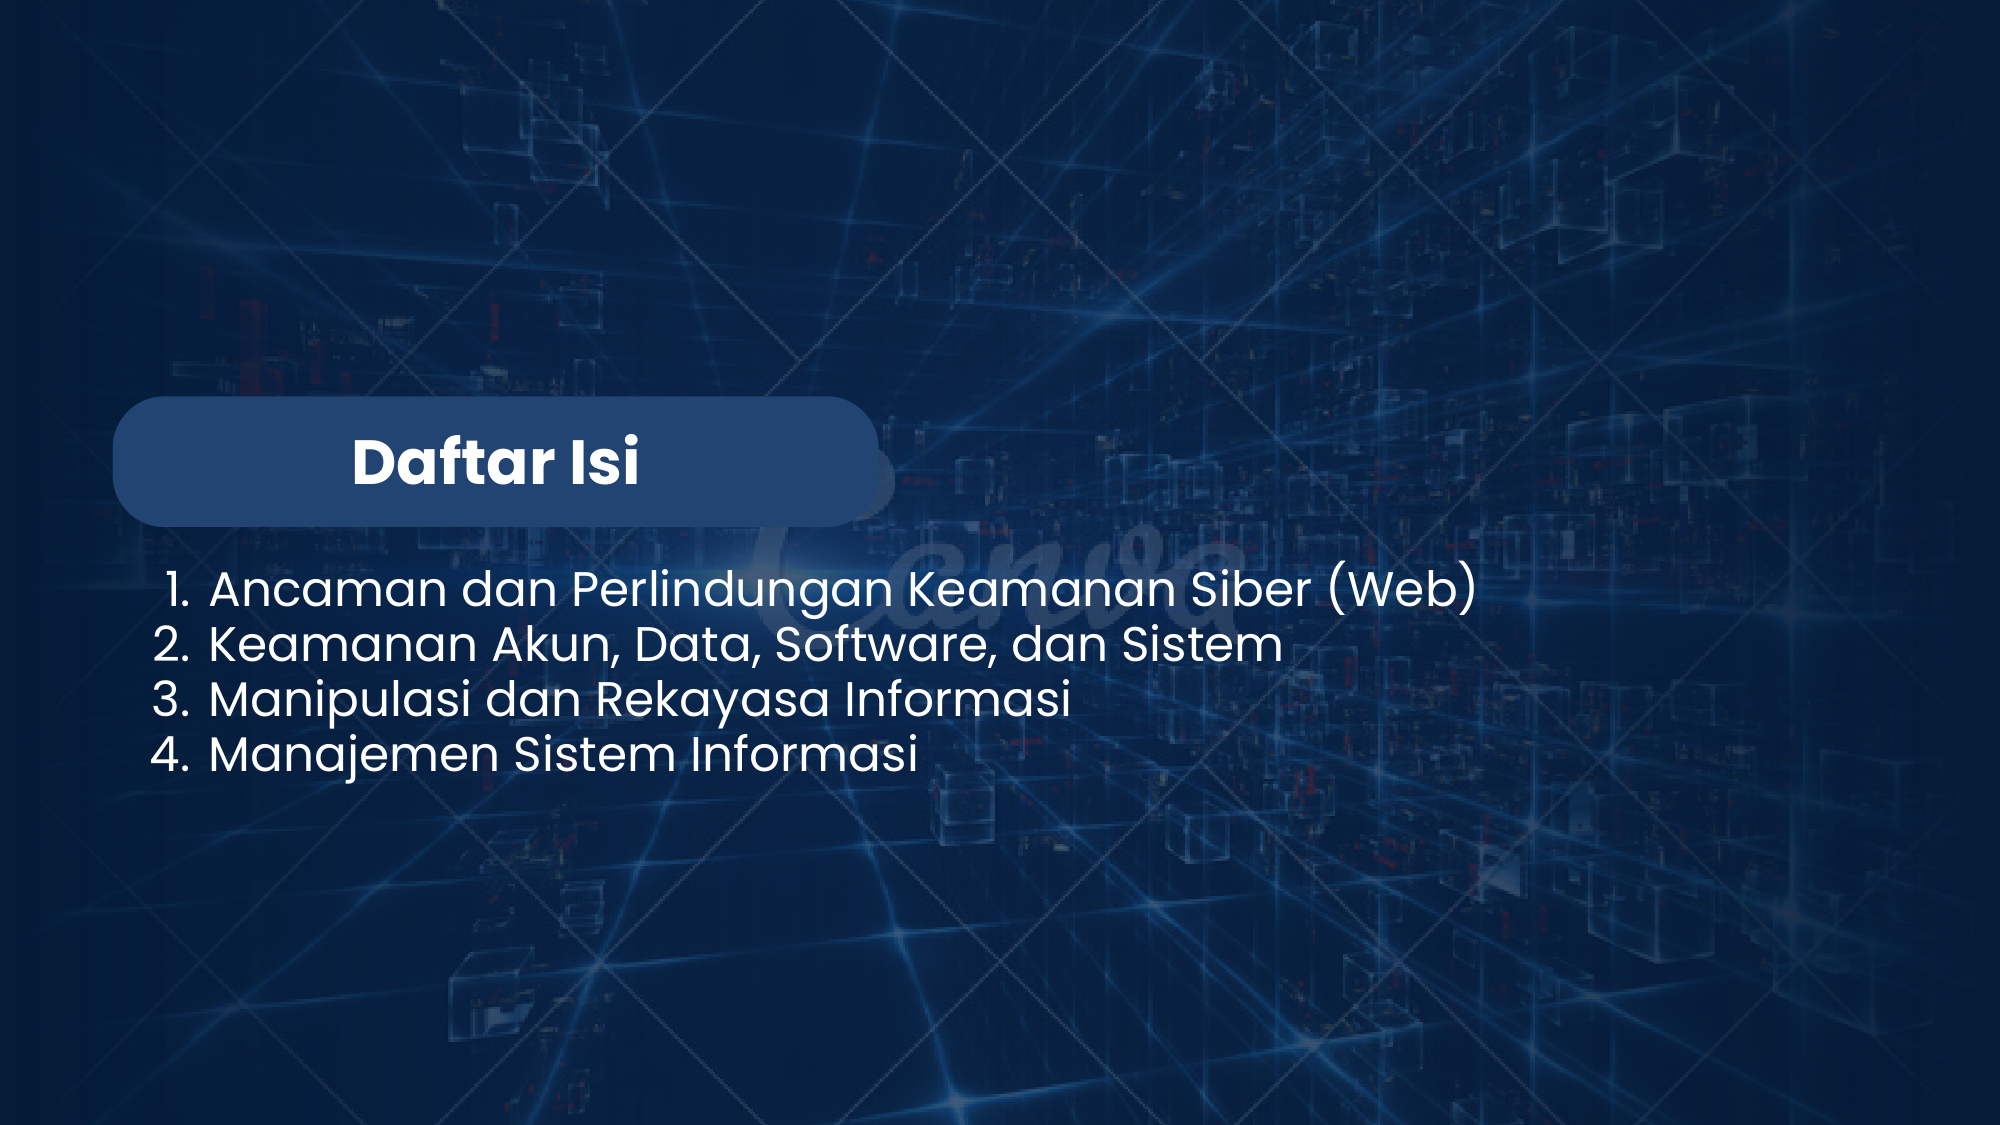 Daftar Isi
Canva
1. Ancaman dan Perlindungan Keamanan Siber (Web)
2. Keamanan Akun, Data, Software, dan Sistem
3. Manipulasi dan Rekayasa Informasi
4. Manajemen Sistem Informasi